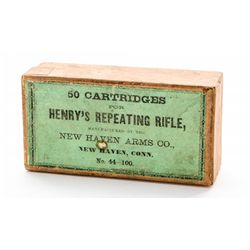 50 CARTRIDGES
FOR
HENRY'S REPEATING RIFLE,
MANUFACTURED BY THE
NEW HAVEN ARMS CO.,
NEW HAVEN, CONN.
No. 44-100.